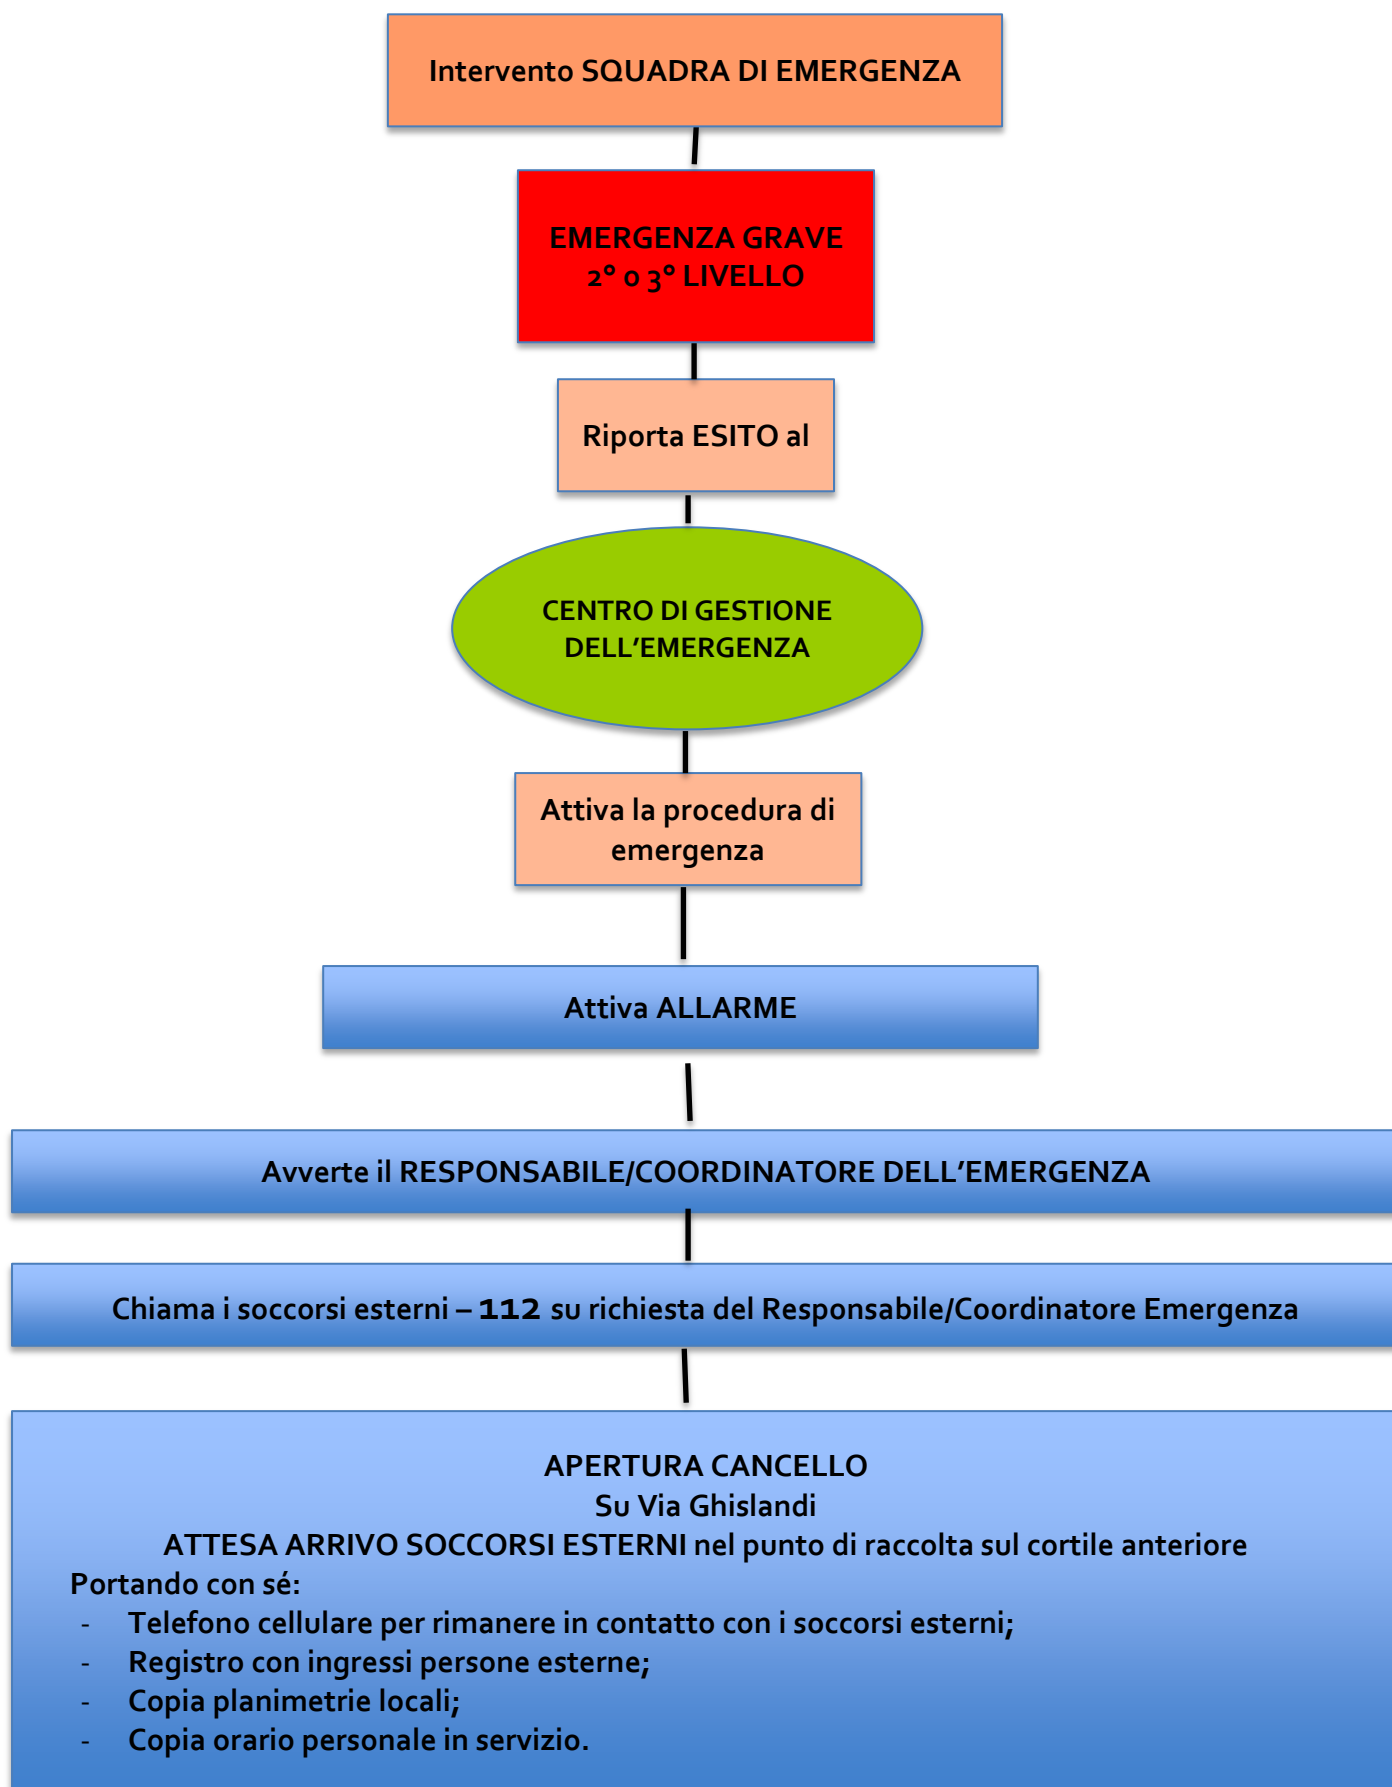 Intervento SQUADRA DI EMERGENZA
EMERGENZA GRAVE
2° o 3° LIVELLO
Riporta ESITO al
CENTRO DI GESTIONE
DELL’EMERGENZA
Attiva la procedura di
emergenza
Attiva ALLARME
Avverte il RESPONSABILE/COORDINATORE DELL’EMERGENZA
Chiama i soccorsi esterni – 112 su richiesta del Responsabile/Coordinatore Emergenza
APERTURA CANCELLO
Su Via Ghislandi
ATTESA ARRIVO SOCCORSI ESTERNI nel punto di raccolta sul cortile anteriore
Portando con sé:
- Telefono cellulare per rimanere in contatto con i soccorsi esterni;
- Registro con ingressi persone esterne;
- Copia planimetrie locali;
- Copia orario personale in servizio.